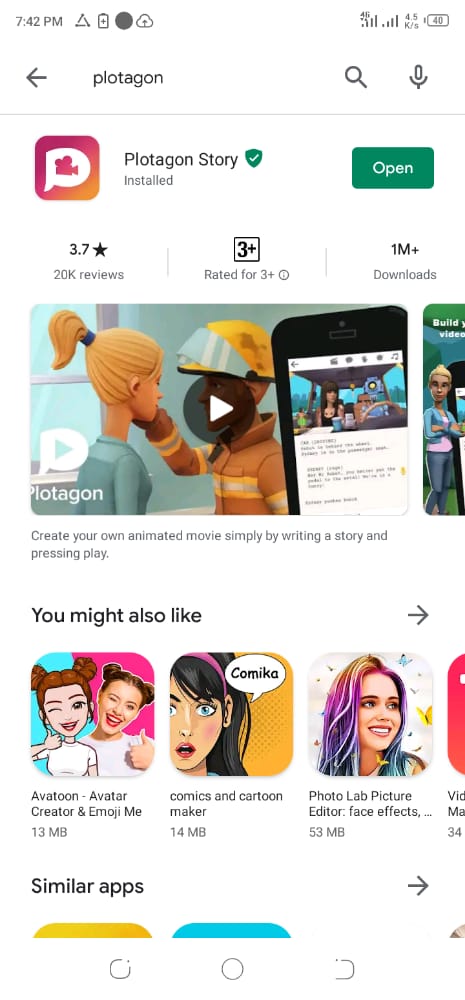 7:42 PM
4G
4.5
K/s
40
plotagon
Plotagon Story
Installed
Open
3.7★
20K reviews
3+
Rated for 3+
1M+
Downloads
Plotagon
Build y
video
CAR (DRIVING)
Create your own animated movie simply by writing a story and
pressing play.
You might also like
Comika
Avatoon - Avatar
Creator & Emoji Me
13 MB
comics and cartoon
maker
14 MB
Photo Lab Picture
Editor: face effects, ...
53 MB
Vid
Ma
34
Similar apps